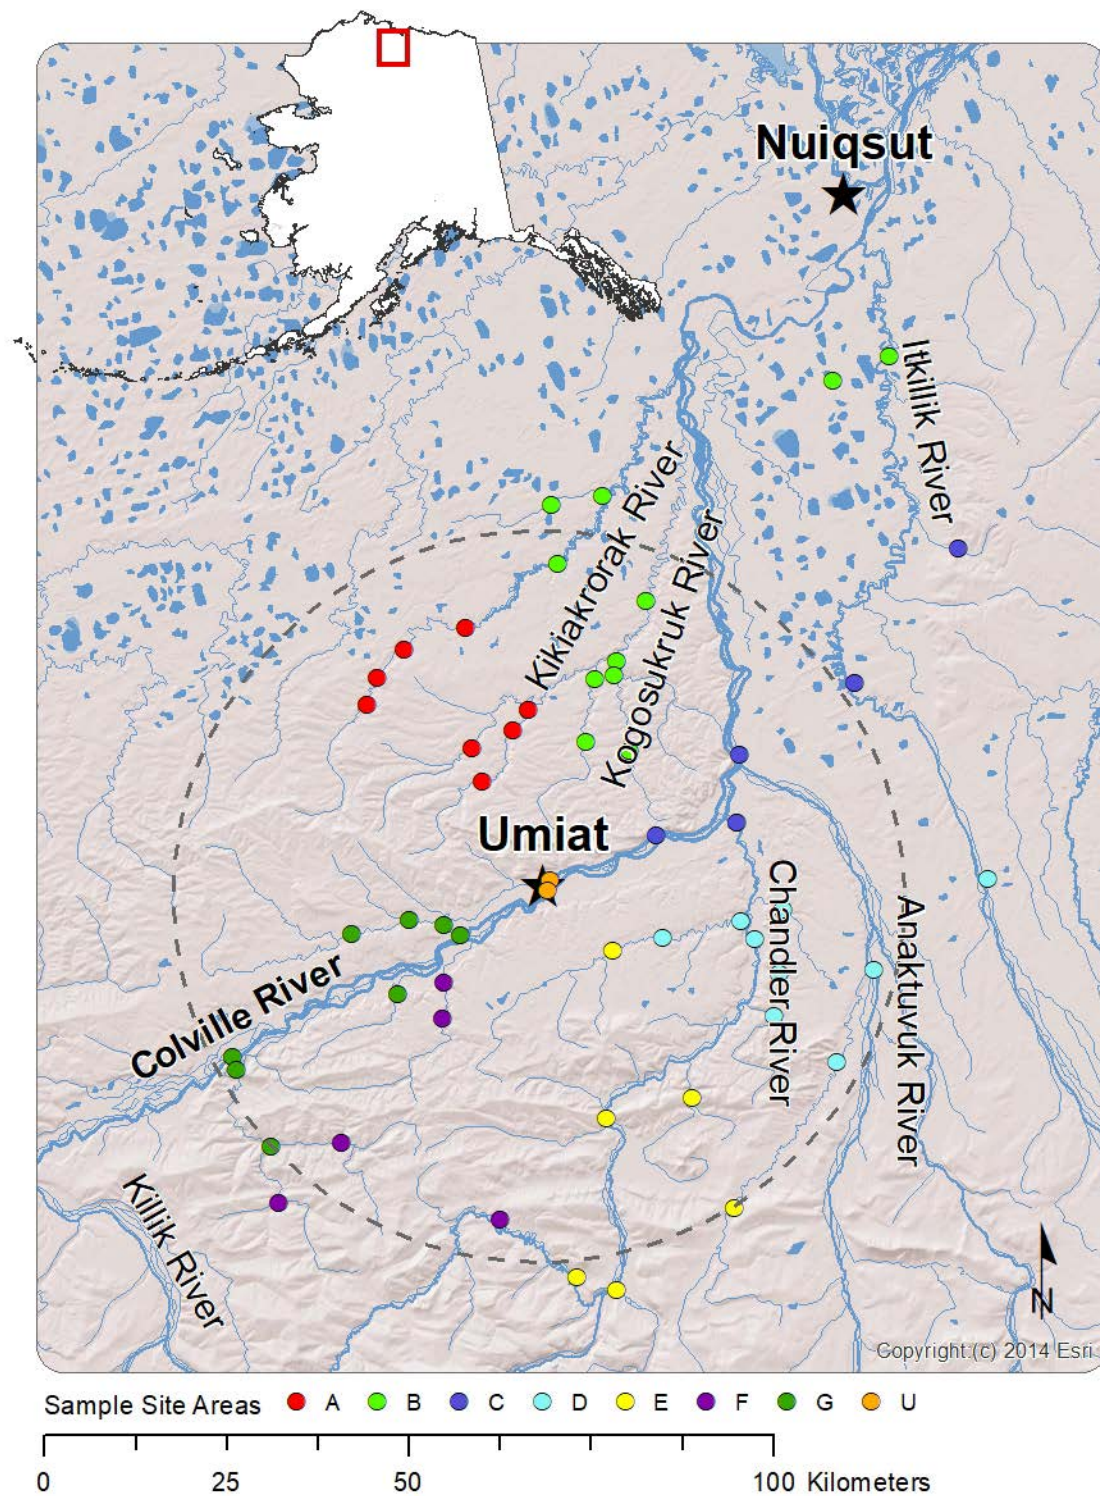 Nuiqsut
Itkillik River
Kikiakrorak River
Kogosukruk River
Umiat
Chandler River
Anaktuvuk River
Colville River
Killik River
N
Copyright:(c) 2014 Esri
Sample Site Areas A B C D E F G U
0 25 50 100 Kilometers